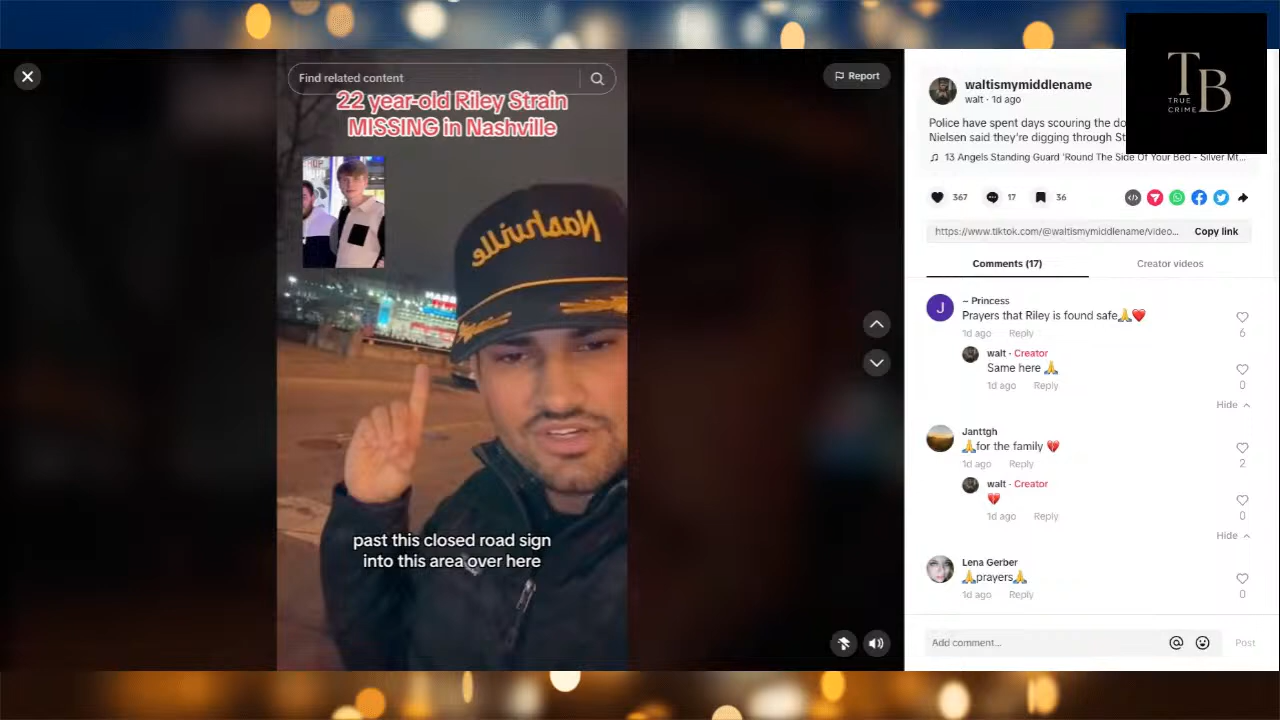 Find related content
Report
22 year-old Riley Strain
MISSING in Nashville
Nashville
past this closed road sign
into this area over here
TB
TRUE
CRIME
waltismymiddlename
walt · 1d ago
Police have spent days scouring the do
Nielsen said they're digging through St
13 Angels Standing Guard 'Round The Side Of Your Bed - Silver Mt...
367
17
36
https://www.tiktok.com/@waltismymiddlename/video...
Copy link
Comments (17)
Creator videos
J
~ Princess
Prayers that Riley is found safe🙏❤️
6
1d ago
Reply
walt · Creator
Same here 🙏
0
1d ago
Reply
Hide
Janttgh
🙏for the family 💔
2
1d ago
Reply
walt · Creator
💔
0
1d ago
Reply
Hide
Lena Gerber
🙏prayers🙏
0
1d ago
Reply
Add comment...
Post